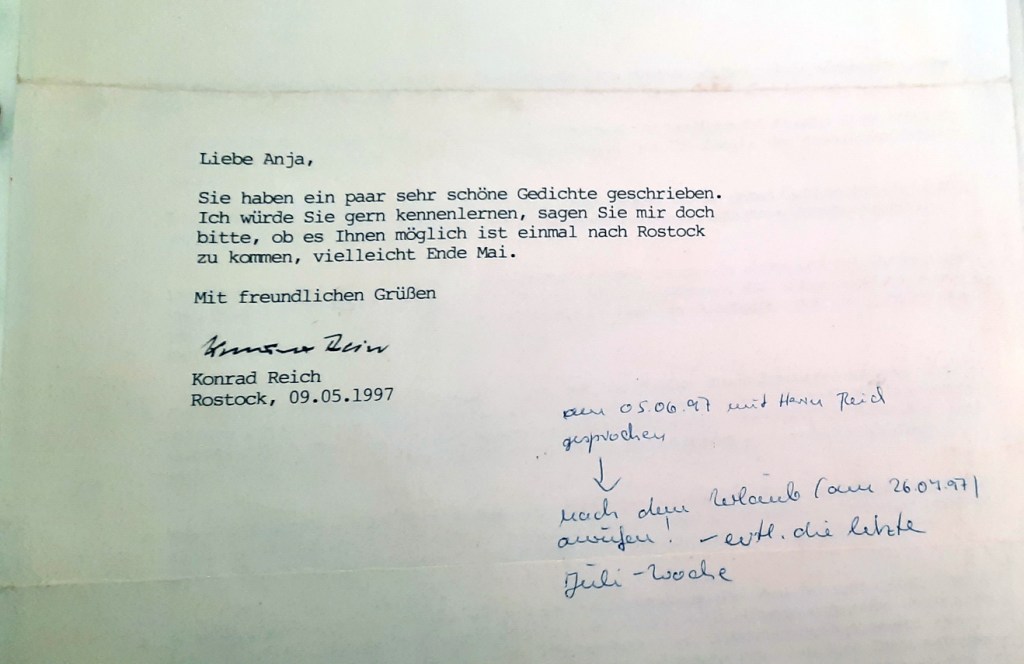 Liebe Anja,
Sie haben ein paar sehr schöne Gedichte geschrieben.
Ich würde Sie gern kennenlernen, sagen Sie mir doch
bitte, ob es Ihnen möglich ist einmal nach Rostock
zu kommen, vielleicht Ende Mai.
Mit freundlichen Grüßen
Konrad Reich
Konrad Reich
Rostock, 09.05.1997
am 05.06.97 mit Herrn Reich
gesprochen
↓
nach dem Urlaub (am 26.07.97)
anrufen! - evtl. die letzte
Juli-Woche